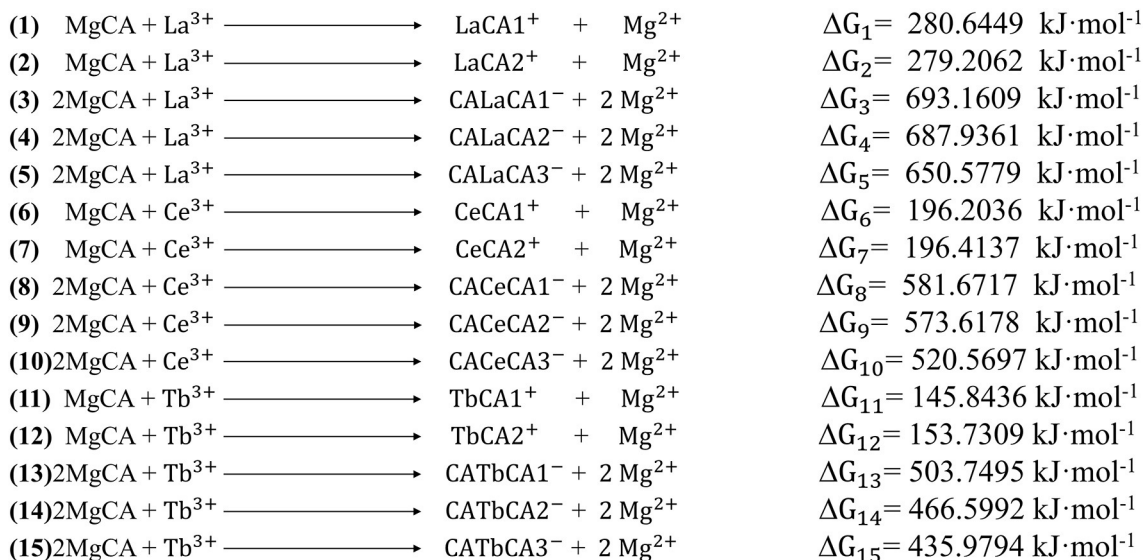 (1) MgCA + La³⁺ ⟶ LaCA1⁺ + Mg²⁺ ΔG₁= 280.6449 kJ·mol⁻¹
(2) MgCA + La³⁺ ⟶ LaCA2⁺ + Mg²⁺ ΔG₂= 279.2062 kJ·mol⁻¹
(3) 2MgCA + La³⁺ ⟶ CALaCA1⁻ + 2 Mg²⁺ ΔG₃= 693.1609 kJ·mol⁻¹
(4) 2MgCA + La³⁺ ⟶ CALaCA2⁻ + 2 Mg²⁺ ΔG₄= 687.9361 kJ·mol⁻¹
(5) 2MgCA + La³⁺ ⟶ CALaCA3⁻ + 2 Mg²⁺ ΔG₅= 650.5779 kJ·mol⁻¹
(6) MgCA + Ce³⁺ ⟶ CeCA1⁺ + Mg²⁺ ΔG₆= 196.2036 kJ·mol⁻¹
(7) MgCA + Ce³⁺ ⟶ CeCA2⁺ + Mg²⁺ ΔG₇= 196.4137 kJ·mol⁻¹
(8) 2MgCA + Ce³⁺ ⟶ CACeCA1⁻ + 2 Mg²⁺ ΔG₈= 581.6717 kJ·mol⁻¹
(9) 2MgCA + Ce³⁺ ⟶ CACeCA2⁻ + 2 Mg²⁺ ΔG₉= 573.6178 kJ·mol⁻¹
(10)2MgCA + Ce³⁺ ⟶ CACeCA3⁻ + 2 Mg²⁺ ΔG₁₀= 520.5697 kJ·mol⁻¹
(11) MgCA + Tb³⁺ ⟶ TbCA1⁺ + Mg²⁺ ΔG₁₁= 145.8436 kJ·mol⁻¹
(12) MgCA + Tb³⁺ ⟶ TbCA2⁺ + Mg²⁺ ΔG₁₂= 153.7309 kJ·mol⁻¹
(13)2MgCA + Tb³⁺ ⟶ CATbCA1⁻ + 2 Mg²⁺ ΔG₁₃= 503.7495 kJ·mol⁻¹
(14)2MgCA + Tb³⁺ ⟶ CATbCA2⁻ + 2 Mg²⁺ ΔG₁₄= 466.5992 kJ·mol⁻¹
(15)2MgCA + Tb³⁺ ⟶ CATbCA3⁻ + 2 Mg²⁺ ΔG₁₅= 435.9794 kJ·mol⁻¹